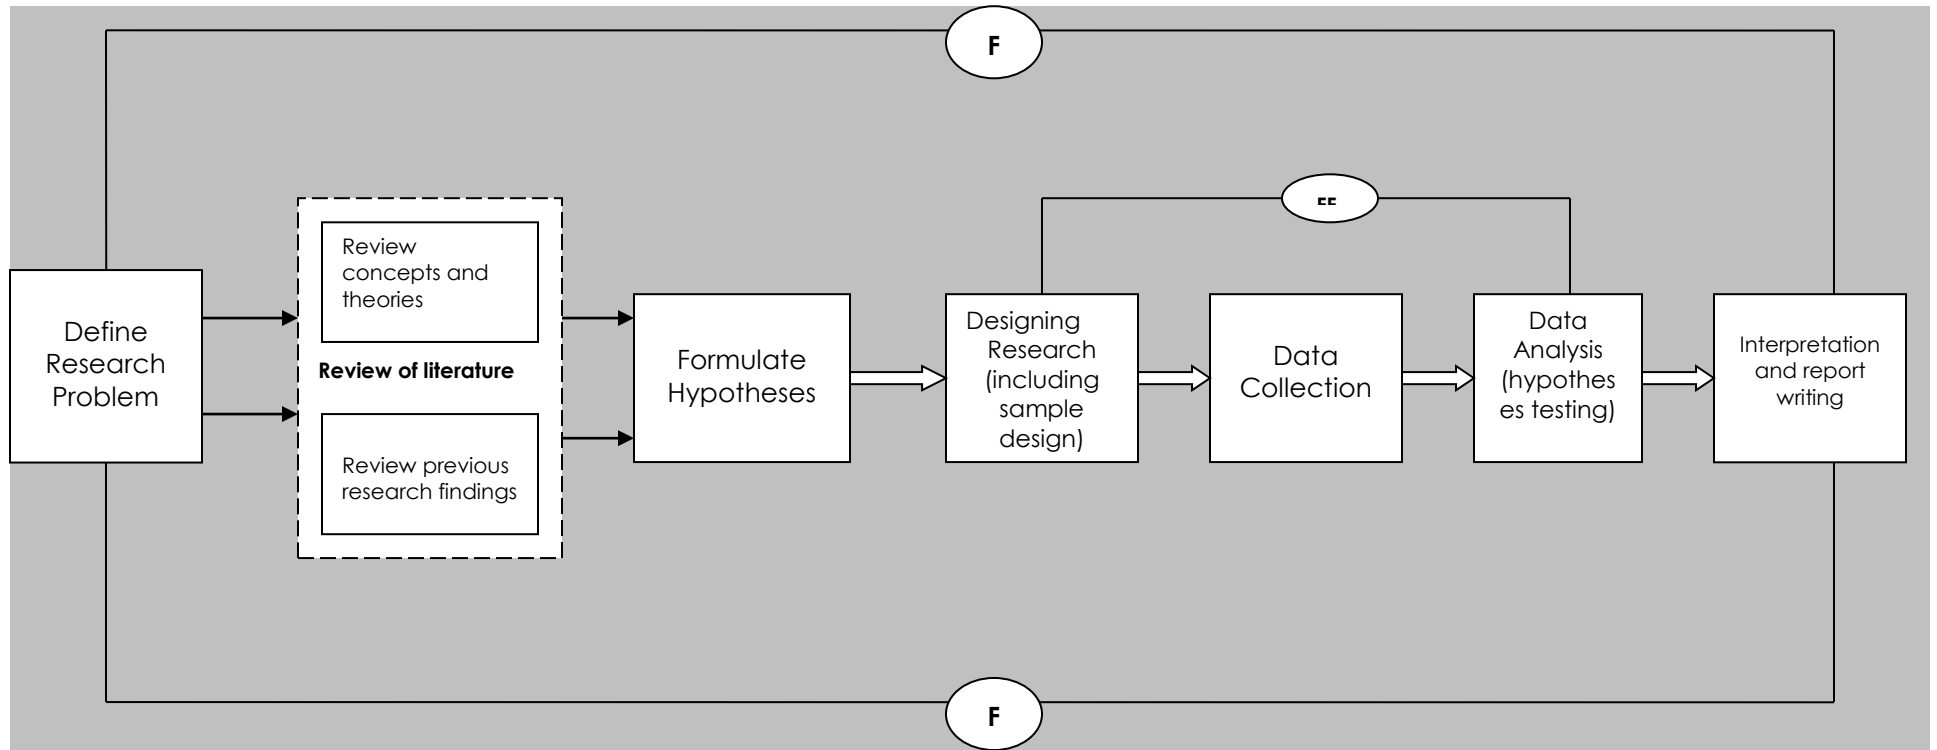 F
Define
Research
Problem
Review
concepts and
theories
Review of literature
Review previous
research findings
Formulate
Hypotheses
Designing
Research
(including
sample
design)
Data
Collection
Data
Analysis
(hypothes
es testing)
Interpretation
and report
writing
F